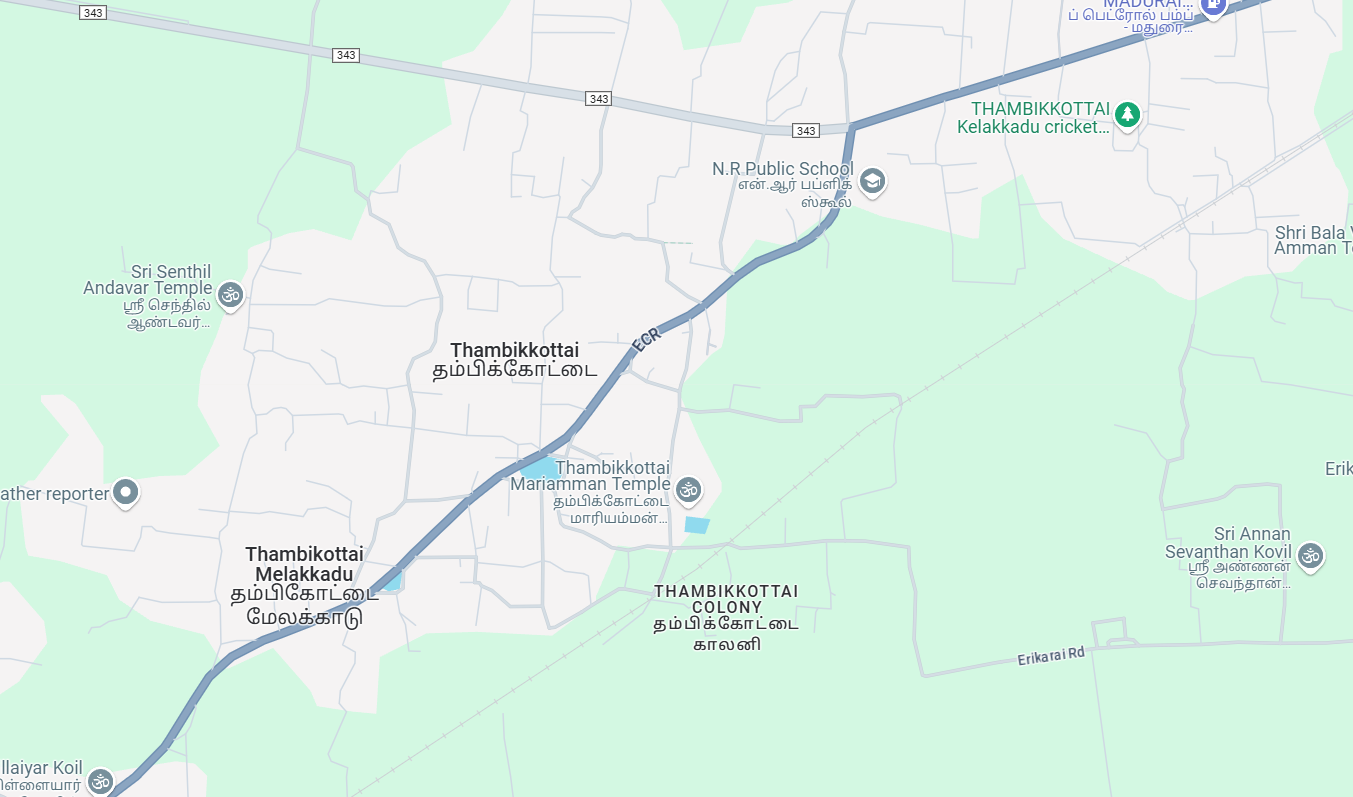 343
MADURAI...
ப் பெட்ரோல் பம்ப்
- மதுரை...
343
343
THAMBIKKOTTAI
Kelakkadu cricket...
343
N.R Public School
என்.ஆர் பப்ளிக்
ஸ்கூல்
Shri Bala V
Amman Te
Sri Senthil
Andavar Temple
ஸ்ரீ செந்தில்
ஆண்டவர்...
ECR
Thambikkottai
தம்பிக்கோட்டை
Thambikkottai
Mariamman Temple
தம்பிக்கோட்டை
மாரியம்மன்...
Erik
ather reporter
Sri Annan
Sevanthan Kovil
ஸ்ரீ அண்ணன்
செவந்தான்...
Thambikottai
Melakkadu
தம்பிகோட்டை
மேலக்காடு
THAMBIKKOTTAI
COLONY
தம்பிக்கோட்டை
காலனி
Erikarai Rd
llaiyar Koil
ள்ளையார்